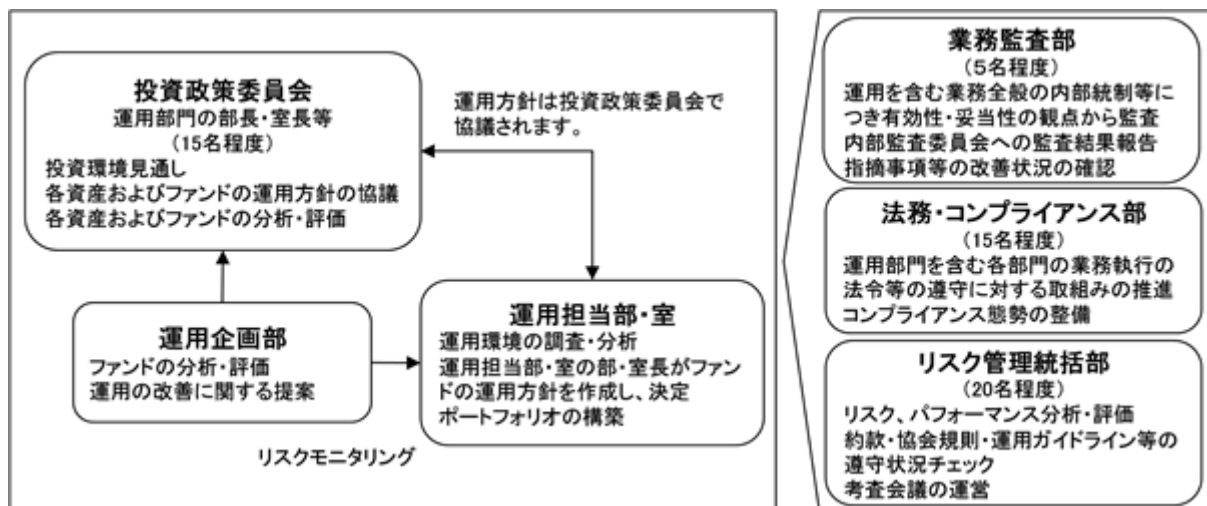 投資政策委員会
運用部門の部長・室長等
(15名程度)
投資環境見通し
各資産およびファンドの運用方針の協議
各資産およびファンドの分析・評価
運用方針は投資政策委員会で
協議されます。
運用企画部
ファンドの分析・評価
運用の改善に関する提案
運用担当部・室
運用環境の調査・分析
運用担当部・室の部・室長がファン
ドの運用方針を作成し、決定
ポートフォリオの構築
リスクモニタリング
業務監査部
(5名程度)
運用を含む業務全般の内部統制等に
つき有効性・妥当性の観点から監査
内部監査委員会への監査結果報告
指摘事項等の改善状況の確認
法務・コンプライアンス部
(15名程度)
運用部門を含む各部門の業務執行の
法令等の遵守に対する取組みの推進
コンプライアンス態勢の整備
リスク管理統括部
(20名程度)
リスク、パフォーマンス分析・評価
約款・協会規則・運用ガイドライン等の
遵守状況チェック
考査会議の運営